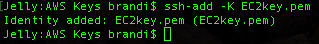 [Jelly:AWS Keys brandi$ ssh-add -K EC2key.pem
Identity added: EC2key.pem (EC2key.pem)
Jelly:AWS Keys brandi$